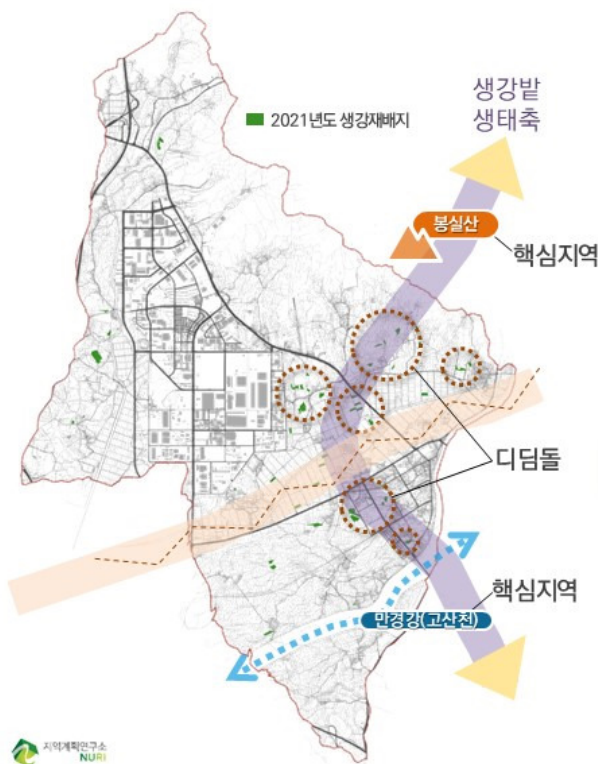 생강밭
생태축
2021년도 생강재배지
봉실산
핵심지역
디딤돌
핵심지역
만경강(고산천)
지역계획연구소
NURI